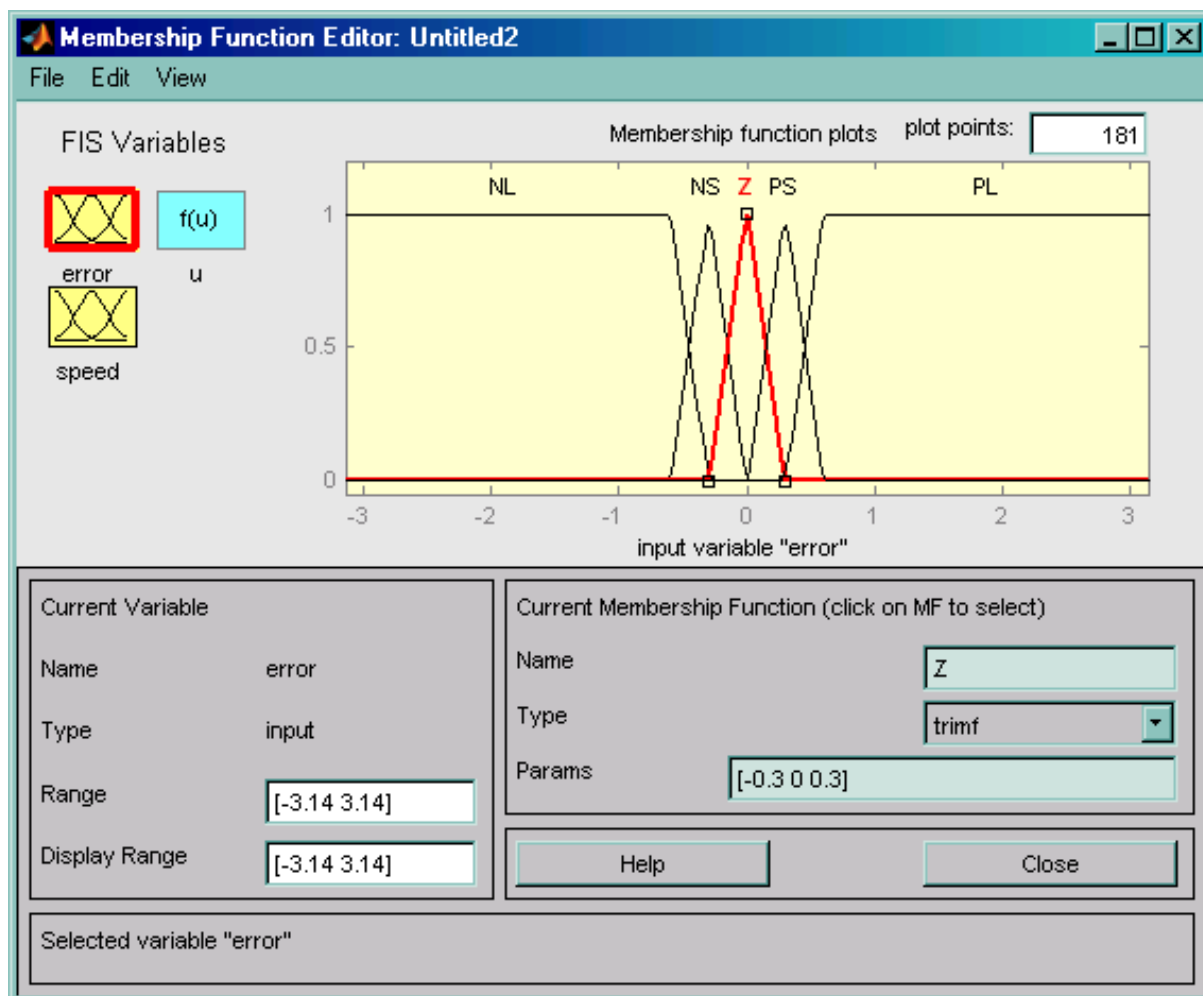 Membership Function Editor: Untitled2
File Edit View
FIS Variables
Membership function plots plot points: 181
f(u)
error u
speed
NL NS Z PS PL
1
0.5
0
-3 -2 -1 0 1 2 3
input variable "error"
Current Variable
Name error
Type input
Range [-3.14 3.14]
Display Range [-3.14 3.14]
Current Membership Function (click on MF to select)
Name Z
Type trimf
Params [-0.3 0 0.3]
Help Close
Selected variable "error"